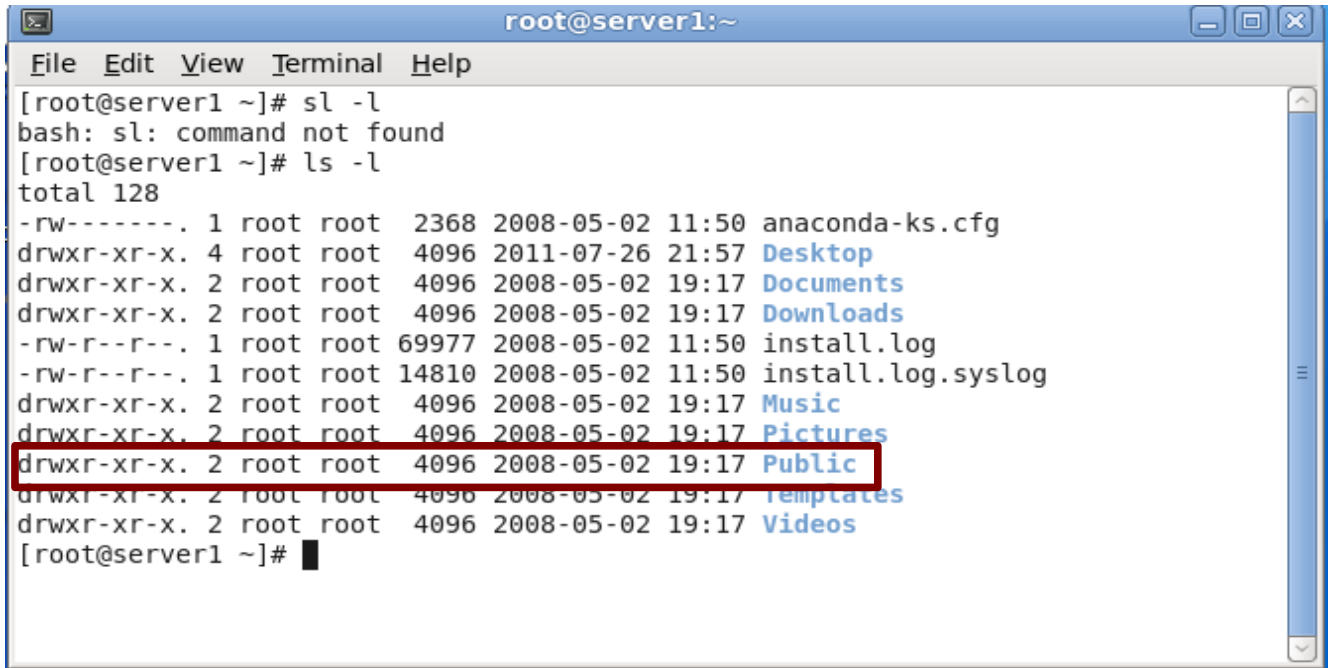 root@server1:~
File Edit View Terminal Help
[root@server1 ~]# sl -l
bash: sl: command not found
[root@server1 ~]# ls -l
total 128
-rw-------. 1 root root  2368 2008-05-02 11:50 anaconda-ks.cfg
drwxr-xr-x. 4 root root  4096 2011-07-26 21:57 Desktop
drwxr-xr-x. 2 root root  4096 2008-05-02 19:17 Documents
drwxr-xr-x. 2 root root  4096 2008-05-02 19:17 Downloads
-rw-r--r--. 1 root root 69977 2008-05-02 11:50 install.log
-rw-r--r--. 1 root root 14810 2008-05-02 11:50 install.log.syslog
drwxr-xr-x. 2 root root  4096 2008-05-02 19:17 Music
drwxr-xr-x. 2 root root  4096 2008-05-02 19:17 Pictures
drwxr-xr-x. 2 root root  4096 2008-05-02 19:17 Public
drwxr-xr-x. 2 root root  4096 2008-05-02 19:17 Templates
drwxr-xr-x. 2 root root  4096 2008-05-02 19:17 Videos
[root@server1 ~]#